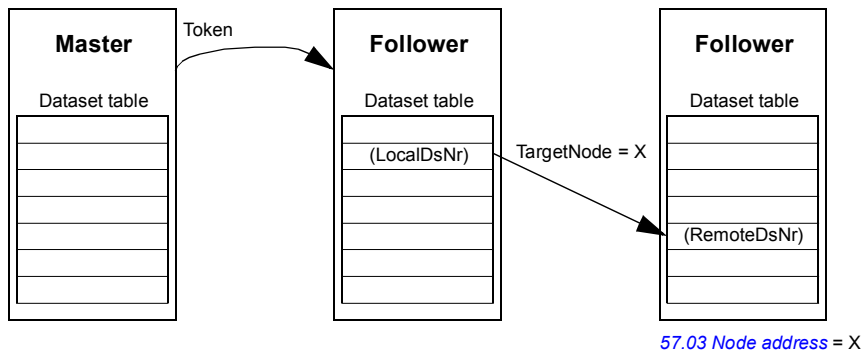 Master
Token
Follower
Follower
Dataset table
Dataset table
Dataset table
(LocalDsNr)
TargetNode = X
(RemoteDsNr)
57.03 Node address = X